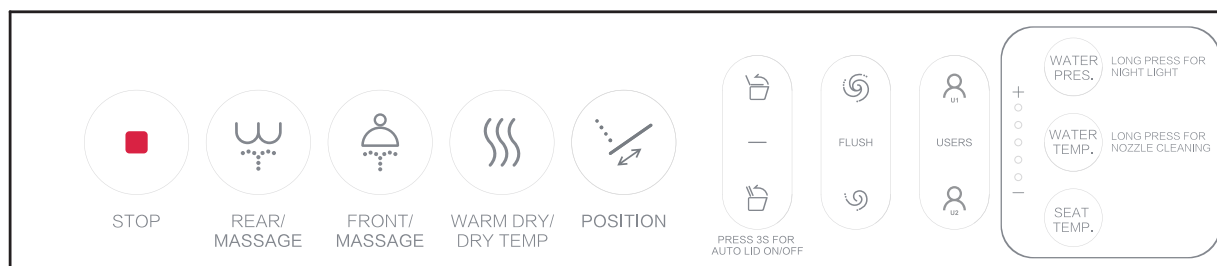 STOP
REAR/
MASSAGE
FRONT/
MASSAGE
WARM DRY/
DRY TEMP
POSITION
PRESS 3S FOR
AUTO LID ON/OFF
FLUSH
U1
USERS
U2
+
−
WATER
PRES.
LONG PRESS FOR
NIGHT LIGHT
WATER
TEMP.
LONG PRESS FOR
NOZZLE CLEANING
SEAT
TEMP.